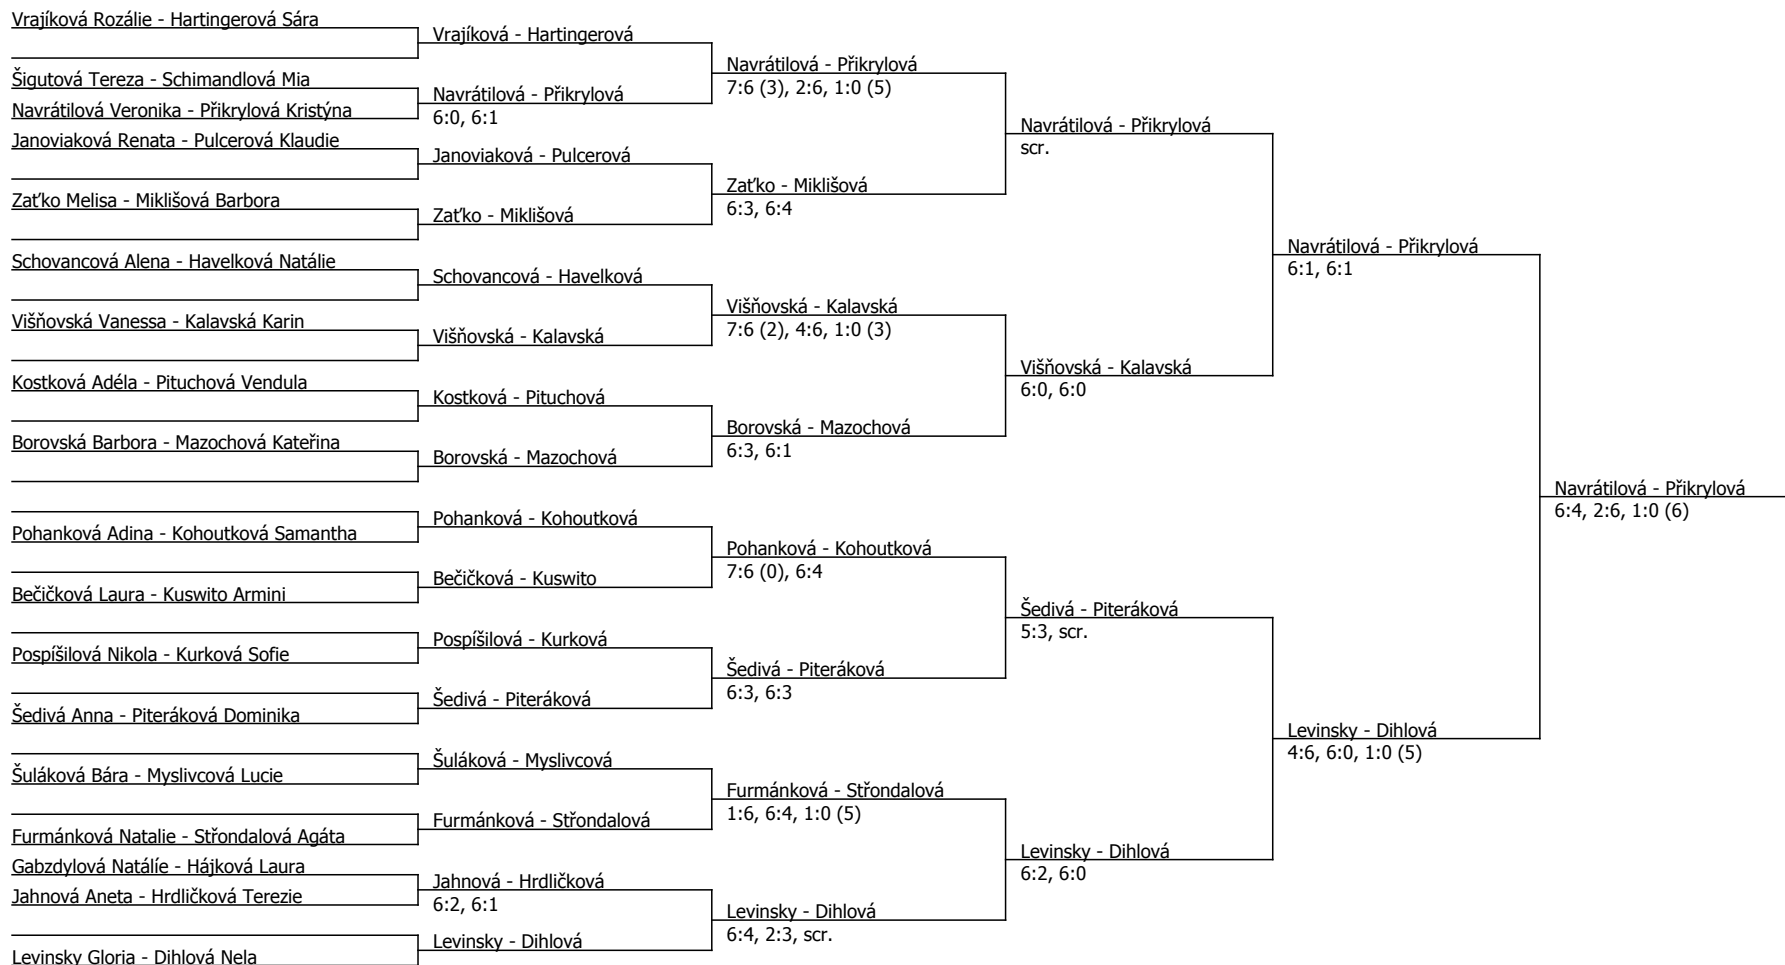 Vrajíková Rozálie - Hartingerová Sára
Šigutová Tereza - Schimandlová Mia
Navrátilová Veronika - Přikrylová Kristýna
Janoviaková Renata - Pulcerová Klaudie
Zaťko Melisa - Miklišová Barbora
Schovancová Alena - Havelková Natálie
Višňovská Vanessa - Kalavská Karin
Kostková Adéla - Pituchová Vendula
Borovská Barbora - Mazochová Kateřina
Pohanková Adina - Kohoutková Samantha
Bečičková Laura - Kuswito Armini
Pospíšilová Nikola - Kurková Sofie
Šedivá Anna - Piteráková Dominika
Šuláková Bára - Myslivcová Lucie
Furmánková Natalie - Střondalová Agáta
Gabzdylová Natálíe - Hájková Laura
Jahnová Aneta - Hrdličková Terezie
Levinsky Gloria - Dihlová Nela
Vrajíková - Hartingerová
Navrátilová - Přikrylová
6:0, 6:1
Janoviaková - Pulcerová
Zaťko - Miklišová
Schovancová - Havelková
Višňovská - Kalavská
Kostková - Pituchová
Borovská - Mazochová
Pohanková - Kohoutková
Bečičková - Kuswito
Pospíšilová - Kurková
Šedivá - Piteráková
Šuláková - Myslivcová
Furmánková - Střondalová
Jahnová - Hrdličková
6:2, 6:1
Levinsky - Dihlová
Navrátilová - Přikrylová
7:6 (3), 2:6, 1:0 (5)
Zaťko - Miklišová
6:3, 6:4
Višňovská - Kalavská
7:6 (2), 4:6, 1:0 (3)
Borovská - Mazochová
6:3, 6:1
Pohanková - Kohoutková
7:6 (0), 6:4
Šedivá - Piteráková
6:3, 6:3
Furmánková - Střondalová
1:6, 6:4, 1:0 (5)
Levinsky - Dihlová
6:4, 2:3, scr.
Navrátilová - Přikrylová
scr.
Višňovská - Kalavská
6:0, 6:0
Šedivá - Piteráková
5:3, scr.
Levinsky - Dihlová
6:2, 6:0
Navrátilová - Přikrylová
6:1, 6:1
Levinsky - Dihlová
4:6, 6:0, 1:0 (5)
Navrátilová - Přikrylová
6:4, 2:6, 1:0 (6)